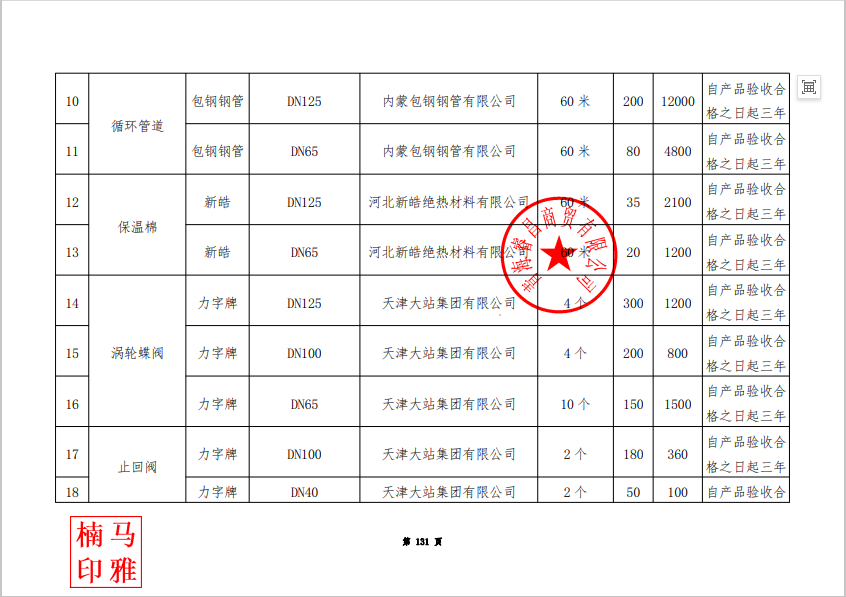 10 循环管道 包钢钢管 DN125 内蒙包钢钢管有限公司 60 米 200 12000 自产品验收合
格之日起三年
11 包钢钢管 DN65 内蒙包钢钢管有限公司 60 米 80 4800 自产品验收合
格之日起三年
12 保温棉 新皓 DN125 河北新皓绝热材料有限公司 60 米 35 2100 自产品验收合
格之日起三年
13 新皓 DN65 河北新皓绝热材料有限公司 60 米 20 1200 自产品验收合
格之日起三年
14 涡轮蝶阀 力字牌 DN125 天津大站集团有限公司 4 个 300 1200 自产品验收合
格之日起三年
15 力字牌 DN100 天津大站集团有限公司 4 个 200 800 自产品验收合
格之日起三年
16 力字牌 DN65 天津大站集团有限公司 10 个 150 1500 自产品验收合
格之日起三年
17 止回阀 力字牌 DN100 天津大站集团有限公司 2 个 180 360 自产品验收合
格之日起三年
18 力字牌 DN40 天津大站集团有限公司 2 个 50 100 自产品验收合
商贸有限公司
马雅
楠印
第 131 页